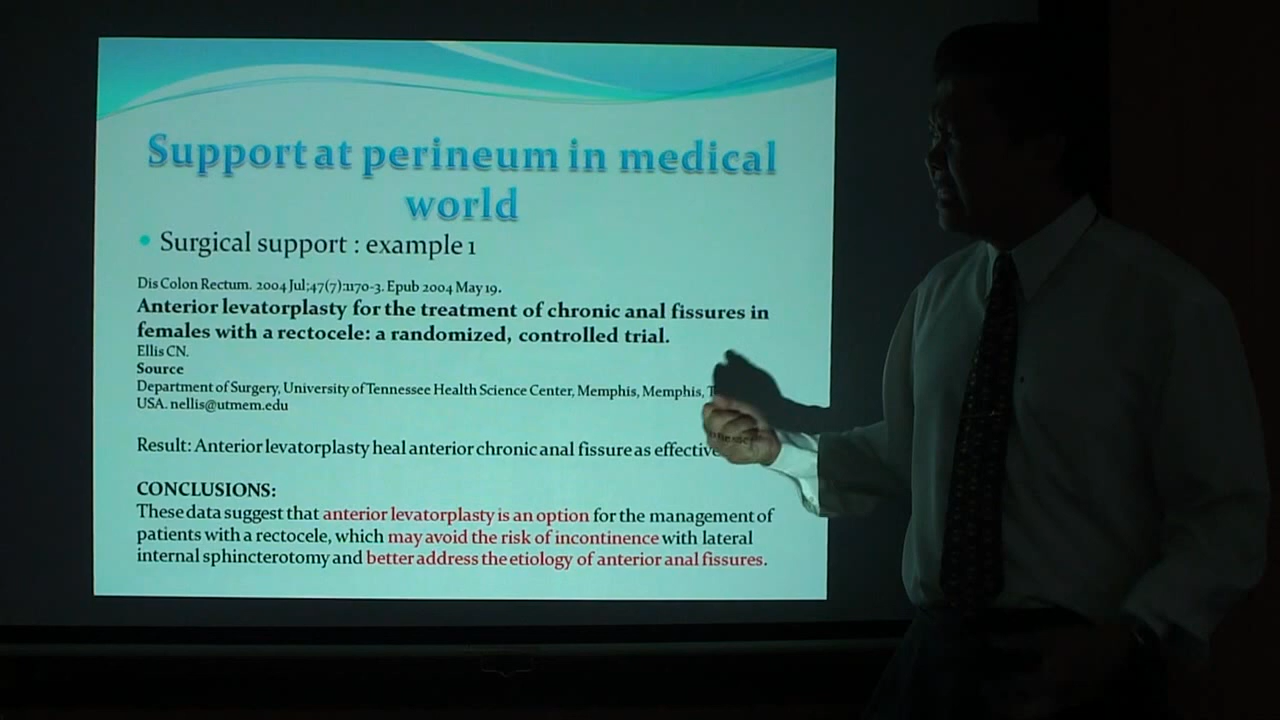 Support at perineum in medical
world
• Surgical support : example 1
Dis Colon Rectum. 2004 Jul;47(7):1170-3. Epub 2004 May 19.
Anterior levatorplasty for the treatment of chronic anal fissures in
females with a rectocele: a randomized, controlled trial.
Ellis CN.
Source
Department of Surgery, University of Tennessee Health Science Center, Memphis, Memphis,
USA. nellis@utmem.edu
Result: Anterior levatorplasty heal anterior chronic anal fissure as
CONCLUSIONS:
These data suggest that anterior levatorplasty is an option for the management of
patients with a rectocele, which may avoid the risk of incontinence with lateral
internal sphincterotomy and better address the etiology of anterior anal fissures.